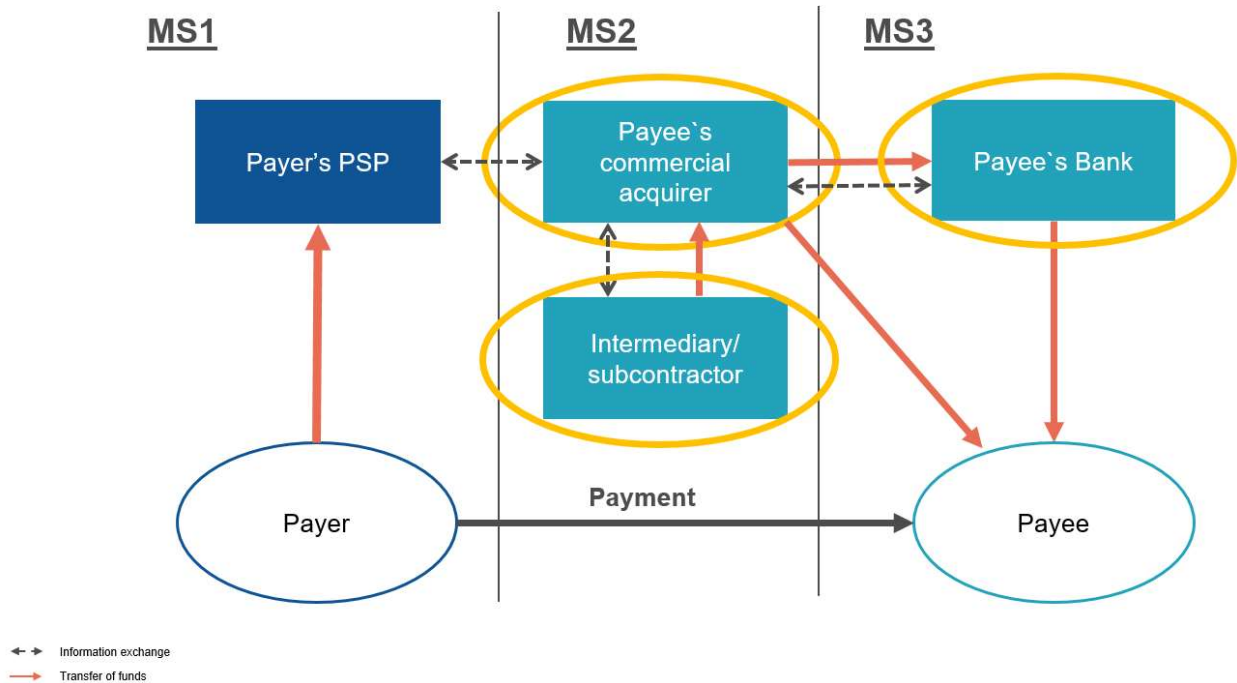 MS1
MS2
MS3
Payer’s PSP
Payee`s
commercial
acquirer
Payee`s Bank
Intermediary/
subcontractor
Payment
Payer
Payee
Information exchange
Transfer of funds